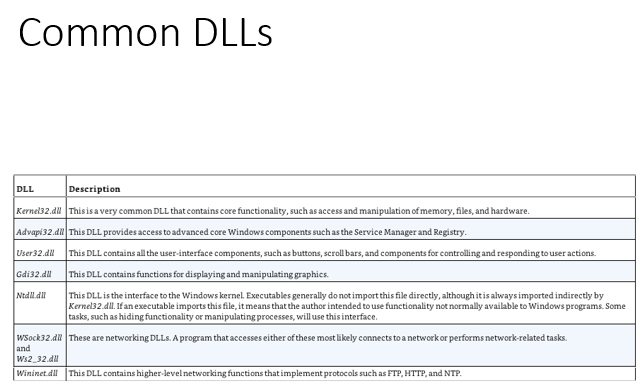 Common DLLs
DLL Description
Kernel32.dll This is a very common DLL that contains core functionality, such as access and manipulation of memory, files, and hardware.
Advapi32.dll This DLL provides access to advanced core Windows components such as the Service Manager and Registry.
User32.dll This DLL contains all the user-interface components, such as buttons, scroll bars, and components for controlling and responding to user actions.
Gdi32.dll This DLL contains functions for displaying and manipulating graphics.
Ntdll.dll This DLL is the interface to the Windows kernel. Executables generally do not import this file directly, although it is always imported indirectly by
Kernel32.dll. If an executable imports this file, it means that the author intended to use functionality not normally available to Windows programs. Some
tasks, such as hiding functionality or manipulating processes, will use this interface.
WSock32.dll These are networking DLLs. A program that accesses either of these most likely connects to a network or performs network-related tasks.
and
Ws2_32.dll
Wininet.dll This DLL contains higher-level networking functions that implement protocols such as FTP, HTTP, and NTP.